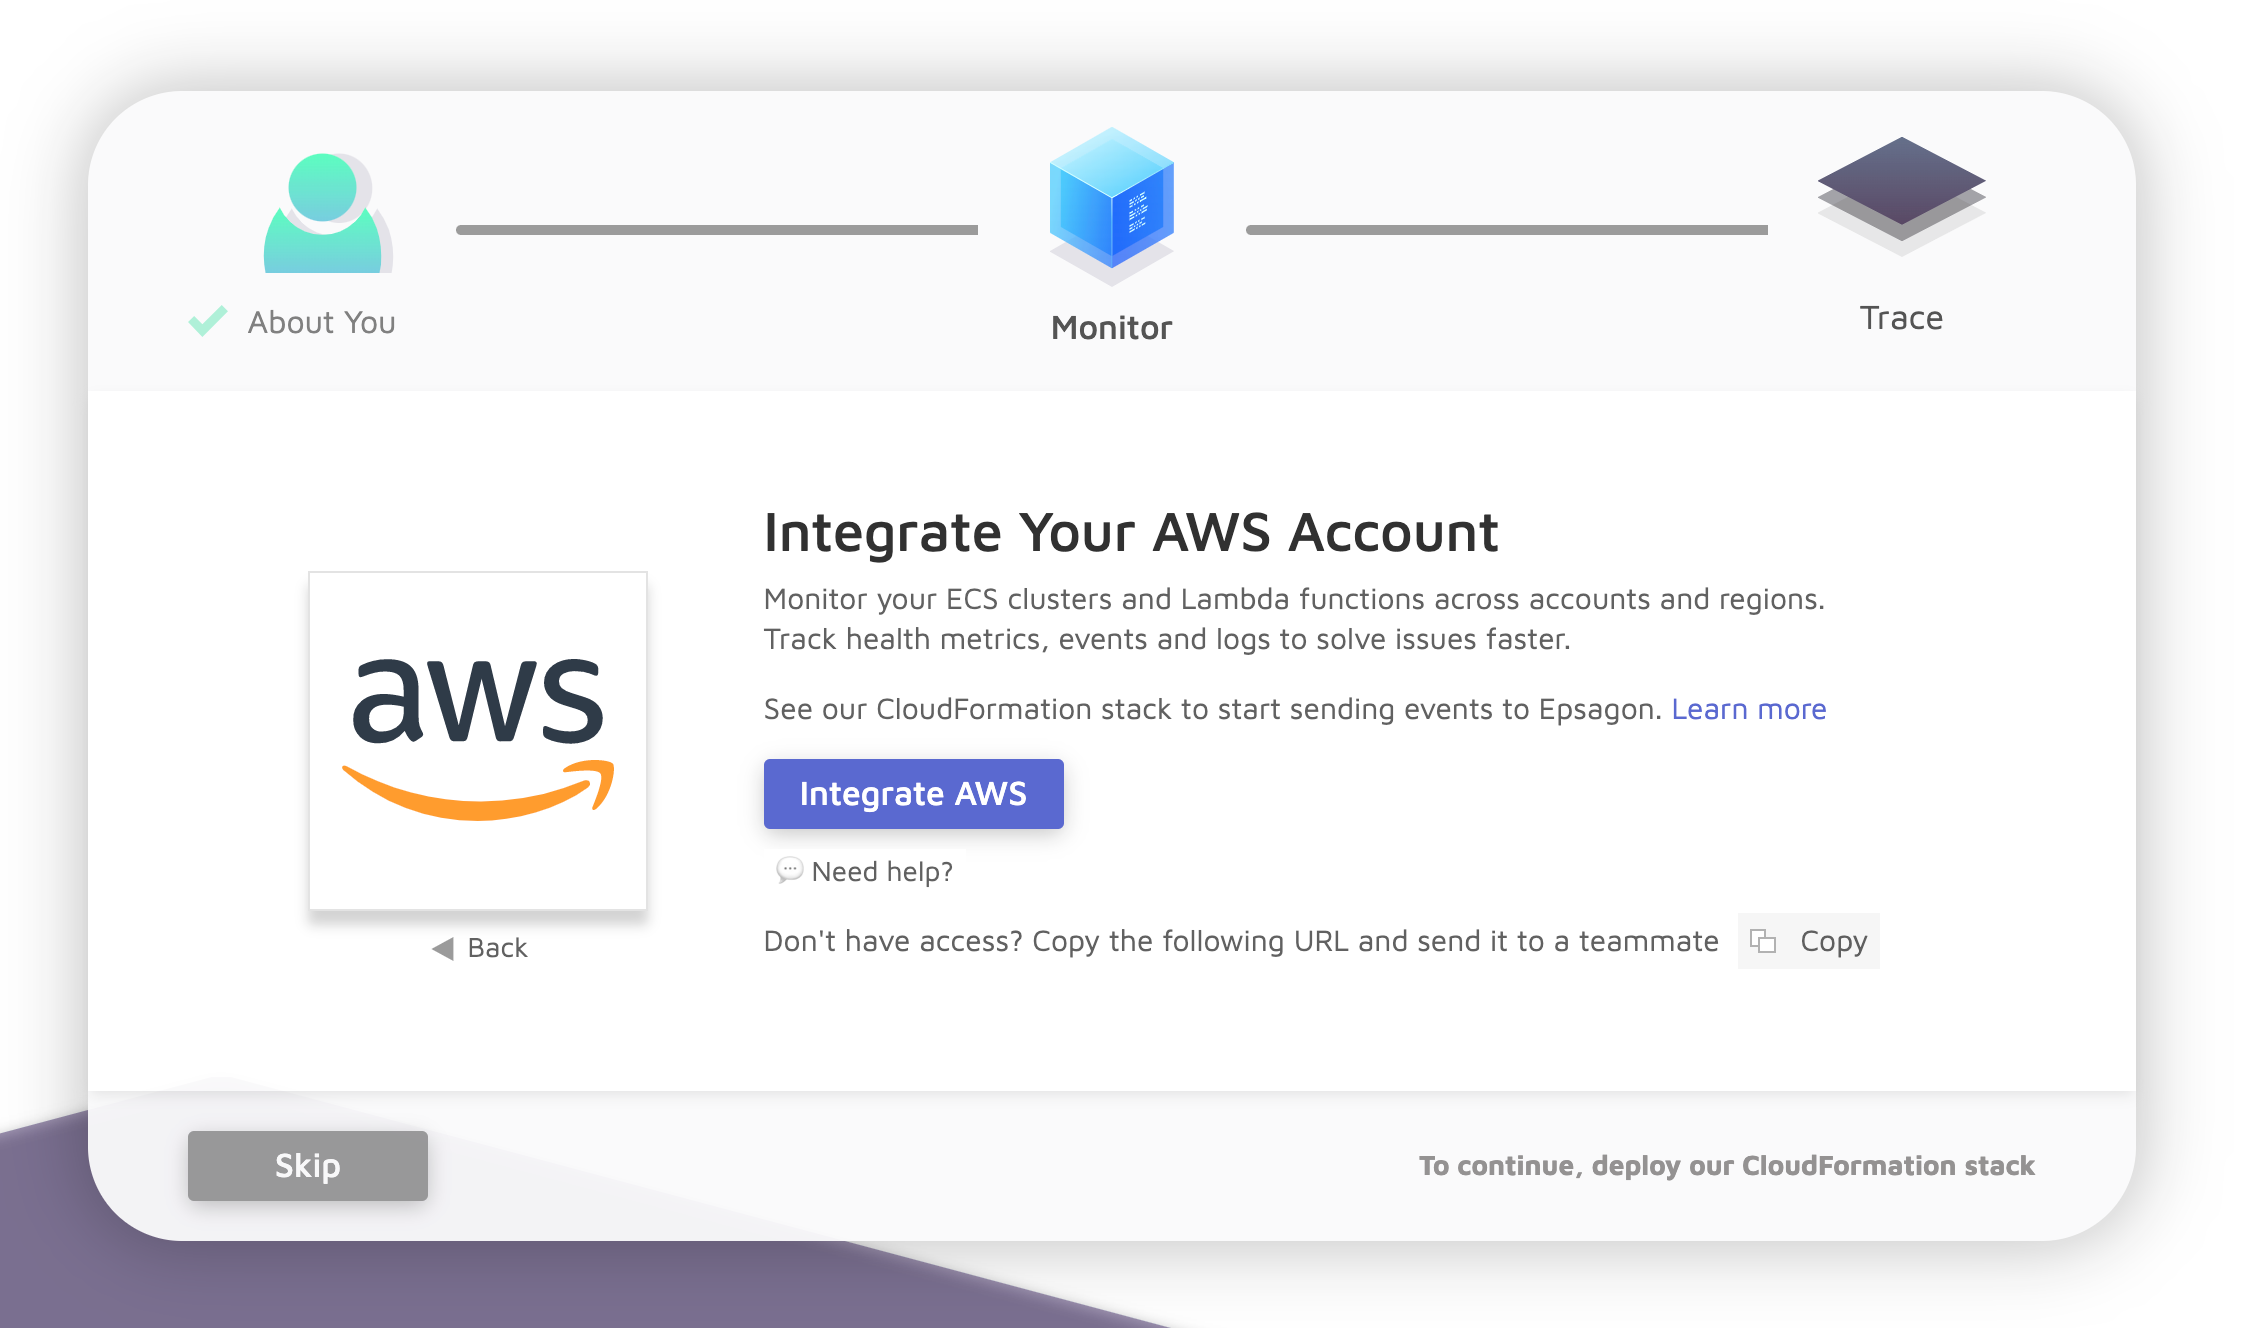 About You
Monitor
Trace
Integrate Your AWS Account
Monitor your ECS clusters and Lambda functions across accounts and regions.
Track health metrics, events and logs to solve issues faster.
aws
See our CloudFormation stack to start sending events to Epsagon. Learn more
Integrate AWS
Need help?
Don't have access? Copy the following URL and send it to a teammate Copy
Back
Skip
To continue, deploy our CloudFormation stack